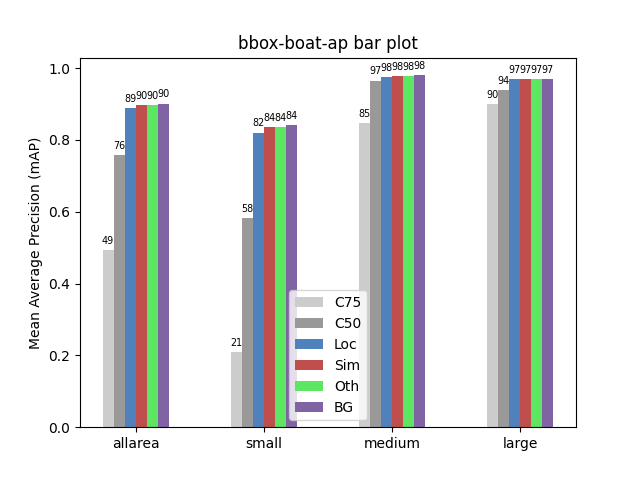 bbox-boat-ap bar plot
Mean Average Precision (mAP)
1.0
0.8
0.6
0.4
0.2
0.0
49 76 89 90 90 90
21 58 82 84 84 84
85 97 98 98 98 98
90 94 97 97 97 97
C75
C50
Loc
Sim
Oth
BG
allarea small medium large